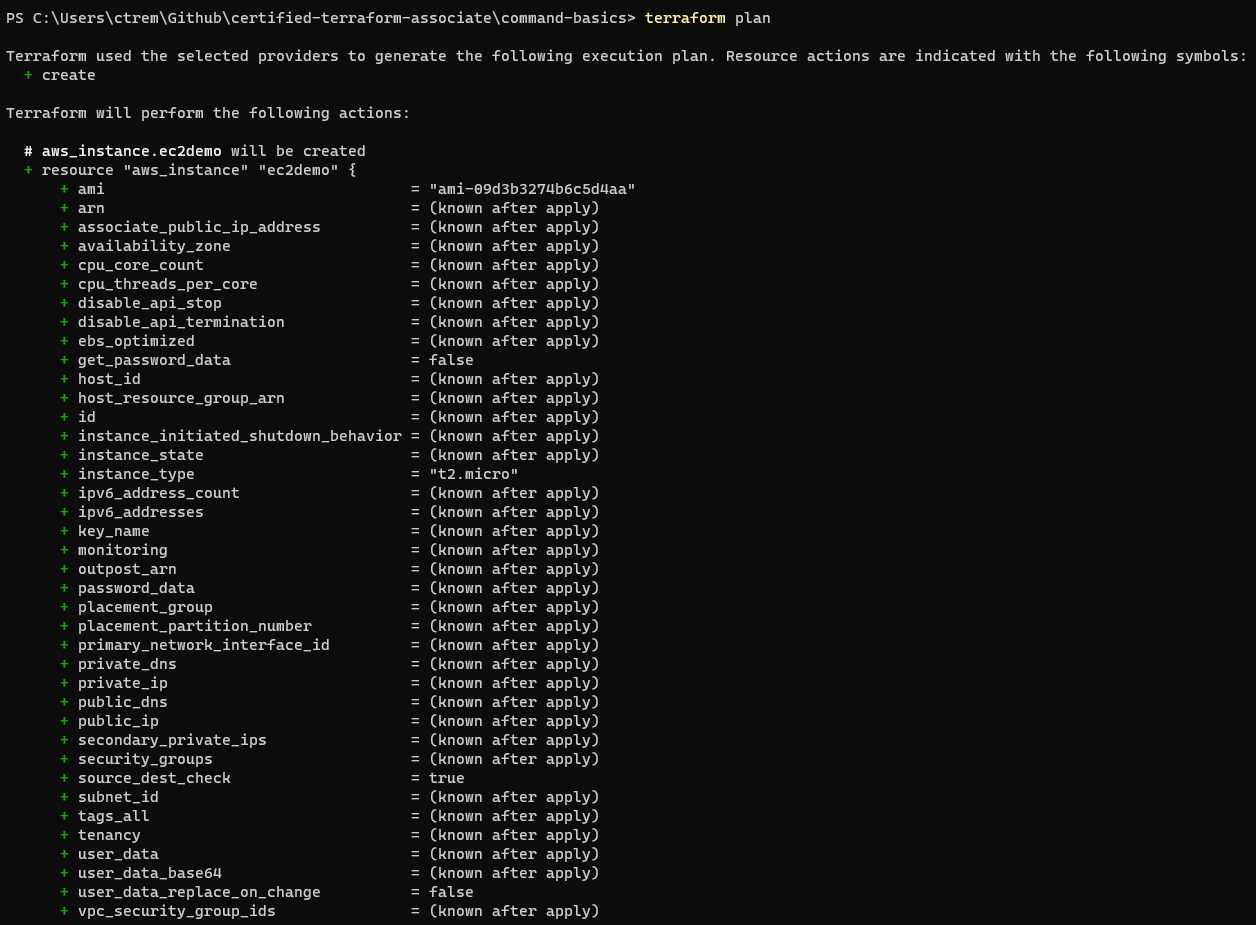 PS C:\Users\ctrem\Github\certified-terraform-associate\command-basics> terraform plan
Terraform used the selected providers to generate the following execution plan. Resource actions are indicated with the following symbols:
  + create
Terraform will perform the following actions:
  # aws_instance.ec2demo will be created
  + resource "aws_instance" "ec2demo" {
      + ami                                  = "ami-09d3b3274b6c5d4aa"
      + arn                                  = (known after apply)
      + associate_public_ip_address          = (known after apply)
      + availability_zone                    = (known after apply)
      + cpu_core_count                       = (known after apply)
      + cpu_threads_per_core                 = (known after apply)
      + disable_api_stop                     = (known after apply)
      + disable_api_termination              = (known after apply)
      + ebs_optimized                        = (known after apply)
      + get_password_data                    = false
      + host_id                              = (known after apply)
      + host_resource_group_arn              = (known after apply)
      + id                                   = (known after apply)
      + instance_initiated_shutdown_behavior = (known after apply)
      + instance_state                       = (known after apply)
      + instance_type                        = "t2.micro"
      + ipv6_address_count                   = (known after apply)
      + ipv6_addresses                       = (known after apply)
      + key_name                             = (known after apply)
      + monitoring                           = (known after apply)
      + outpost_arn                          = (known after apply)
      + password_data                        = (known after apply)
      + placement_group                      = (known after apply)
      + placement_partition_number           = (known after apply)
      + primary_network_interface_id         = (known after apply)
      + private_dns                          = (known after apply)
      + private_ip                           = (known after apply)
      + public_dns                           = (known after apply)
      + public_ip                            = (known after apply)
      + secondary_private_ips                = (known after apply)
      + security_groups                      = (known after apply)
      + source_dest_check                    = true
      + subnet_id                            = (known after apply)
      + tags_all                             = (known after apply)
      + tenancy                              = (known after apply)
      + user_data                            = (known after apply)
      + user_data_base64                     = (known after apply)
      + user_data_replace_on_change          = false
      + vpc_security_group_ids               = (known after apply)